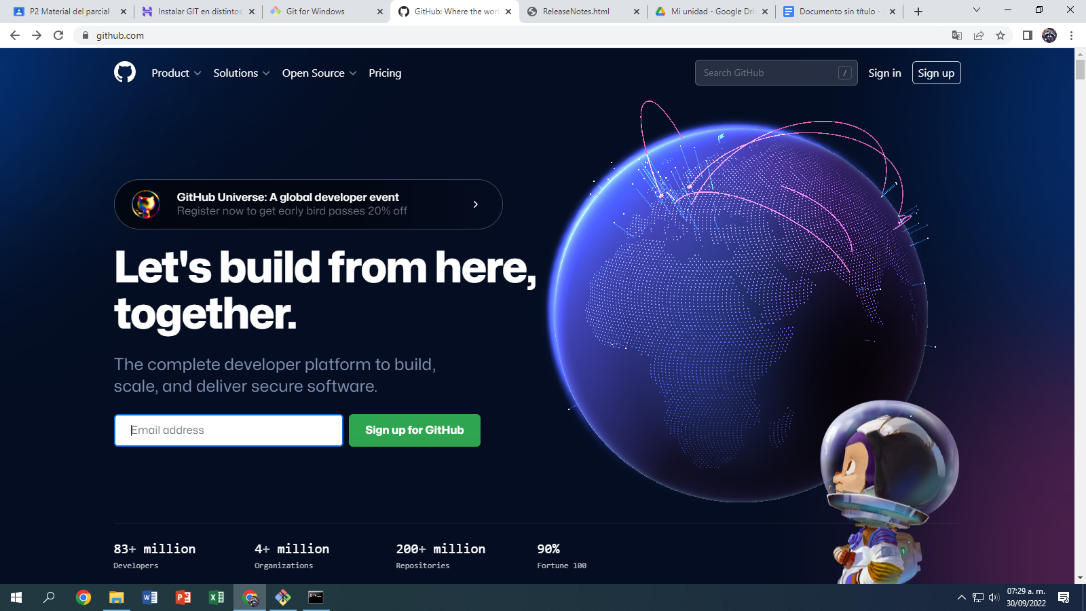 P2 Material del parcial
Instalar GIT en distintos
Git for Windows
GitHub: Where the wor
ReleaseNotes.html
Mi unidad - Google Dri
Documento sin título -
github.com
Product
Solutions
Open Source
Pricing
Search GitHub
/
Sign in
Sign up
GitHub Universe: A global developer event
Register now to get early bird passes 20% off
Let's build from here,
together.
The complete developer platform to build,
scale, and deliver secure software.
Email address
Sign up for GitHub
83+ million
Developers
4+ million
Organizations
200+ million
Repositories
90%
Fortune 100
07:29 a. m.
30/09/2022